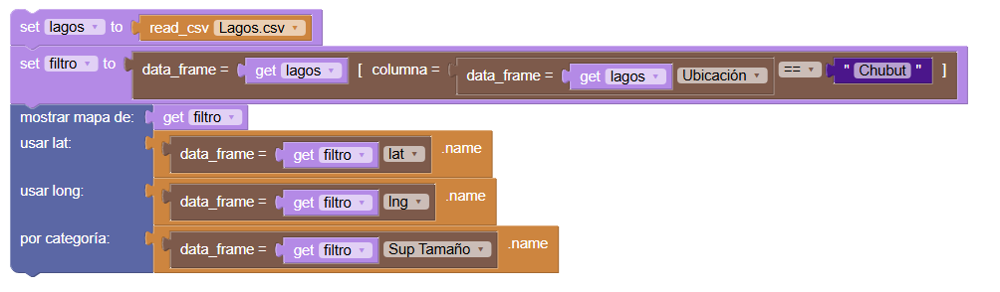 set lagos to read_csv Lagos.csv
set filtro to data_frame = get lagos [ columna = data_frame = get lagos Ubicación == " Chubut " ]
mostrar mapa de: get filtro
usar lat: data_frame = get filtro lat .name
usar long: data_frame = get filtro lng .name
por categoría: data_frame = get filtro Sup Tamaño .name